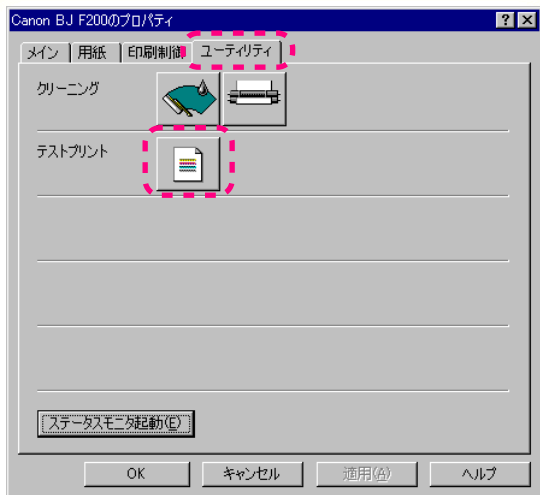 Canon BJ F200のプロパティ
メイン 用紙 印刷制御 ユーティリティ
クリーニング
テストプリント
ステータスモニタ起動(E)
OK キャンセル 適用(A) ヘルプ